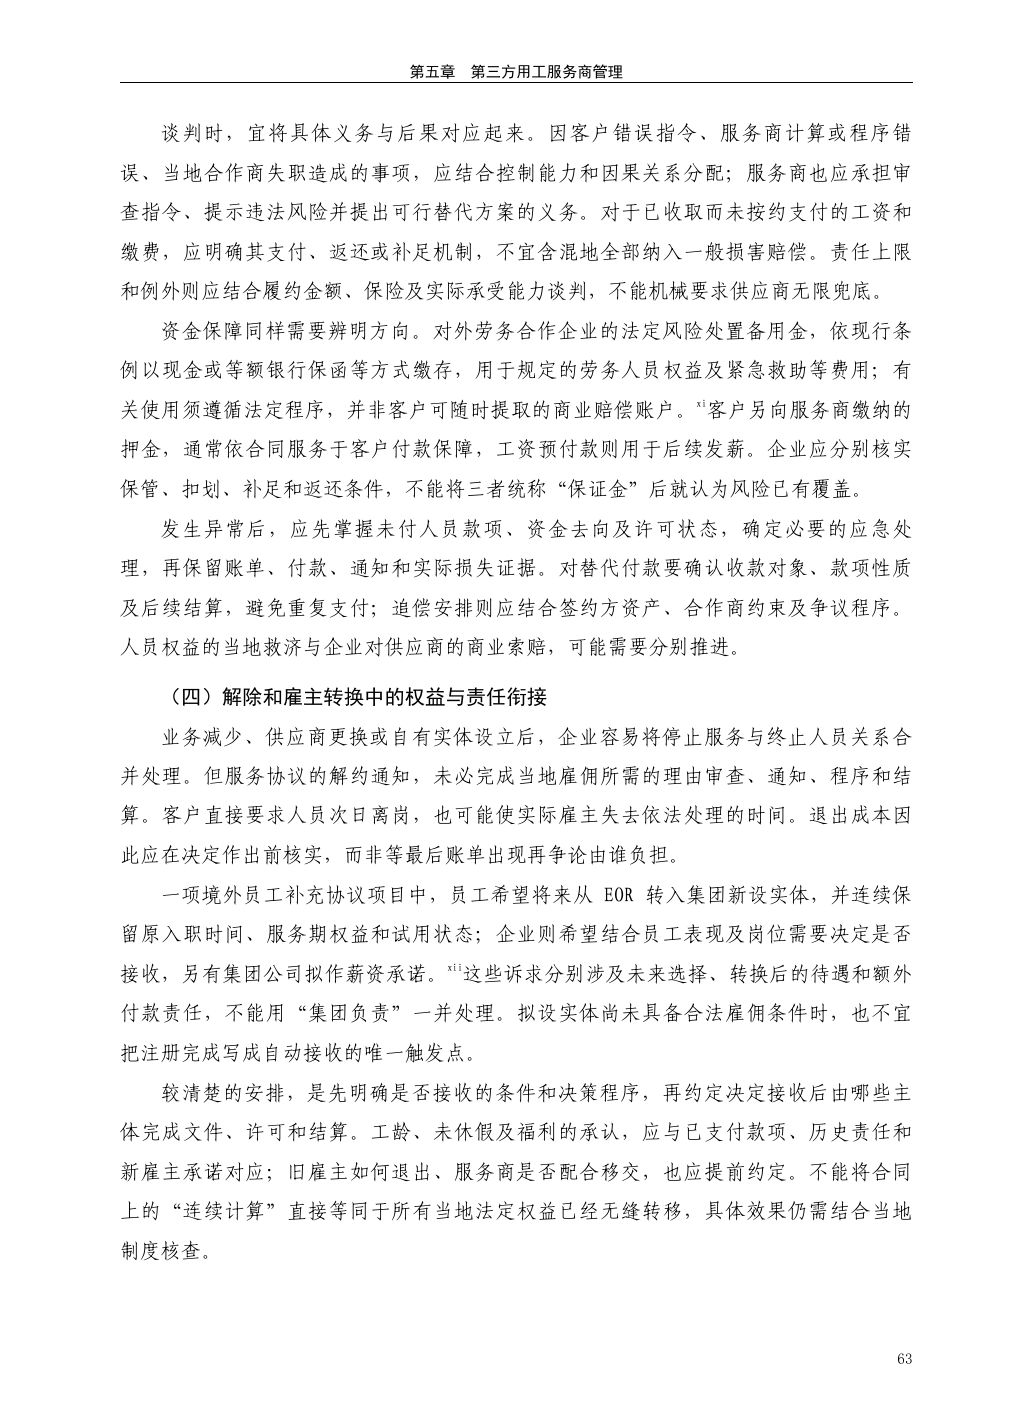 第五章　第三方用工服务商管理
谈判时，宜将具体义务与后果对应起来。因客户错误指令、服务商计算或程序错
误、当地合作商失职造成的事项，应结合控制能力和因果关系分配；服务商也应承担审
查指令、提示违法风险并提出可行替代方案的义务。对于已收取而未按约支付的工资和
缴费，应明确其支付、返还或补足机制，不宜含混地全部纳入一般损害赔偿。责任上限
和例外则应结合履约金额、保险及实际承受能力谈判，不能机械要求供应商无限兜底。
资金保障同样需要辨明方向。对外劳务合作企业的法定风险处置备用金，依现行条
例以现金或等额银行保函等方式缴存，用于规定的劳务人员权益及紧急救助等费用；有
关使用须遵循法定程序，并非客户可随时提取的商业赔偿账户。xi客户另向服务商缴纳的
押金，通常依合同服务于客户付款保障，工资预付款则用于后续发薪。企业应分别核实
保管、扣划、补足和返还条件，不能将三者统称“保证金”后就认为风险已有覆盖。
发生异常后，应先掌握未付人员款项、资金去向及许可状态，确定必要的应急处
理，再保留账单、付款、通知和实际损失证据。对替代付款要确认收款对象、款项性质
及后续结算，避免重复支付；追偿安排则应结合签约方资产、合作商约束及争议程序。
人员权益的当地救济与企业对供应商的商业索赔，可能需要分别推进。
（四）解除和雇主转换中的权益与责任衔接
业务减少、供应商更换或自有实体设立后，企业容易将停止服务与终止人员关系合
并处理。但服务协议的解约通知，未必完成当地雇佣所需的理由审查、通知、程序和结
算。客户直接要求人员次日离岗，也可能使实际雇主失去依法处理的时间。退出成本因
此应在决定作出前核实，而非等最后账单出现再争论由谁负担。
一项境外员工补充协议项目中，员工希望将来从 EOR 转入集团新设实体，并连续保
留原入职时间、服务期权益和试用状态；企业则希望结合员工表现及岗位需要决定是否
接收，另有集团公司拟作薪资承诺。xii这些诉求分别涉及未来选择、转换后的待遇和额外
付款责任，不能用“集团负责”一并处理。拟设实体尚未具备合法雇佣条件时，也不宜
把注册完成写成自动接收的唯一触发点。
较清楚的安排，是先明确是否接收的条件和决策程序，再约定决定接收后由哪些主
体完成文件、许可和结算。工龄、未休假及福利的承认，应与已支付款项、历史责任和
新雇主承诺对应；旧雇主如何退出、服务商是否配合移交，也应提前约定。不能将合同
上的“连续计算”直接等同于所有当地法定权益已经无缝转移，具体效果仍需结合当地
制度核查。
63